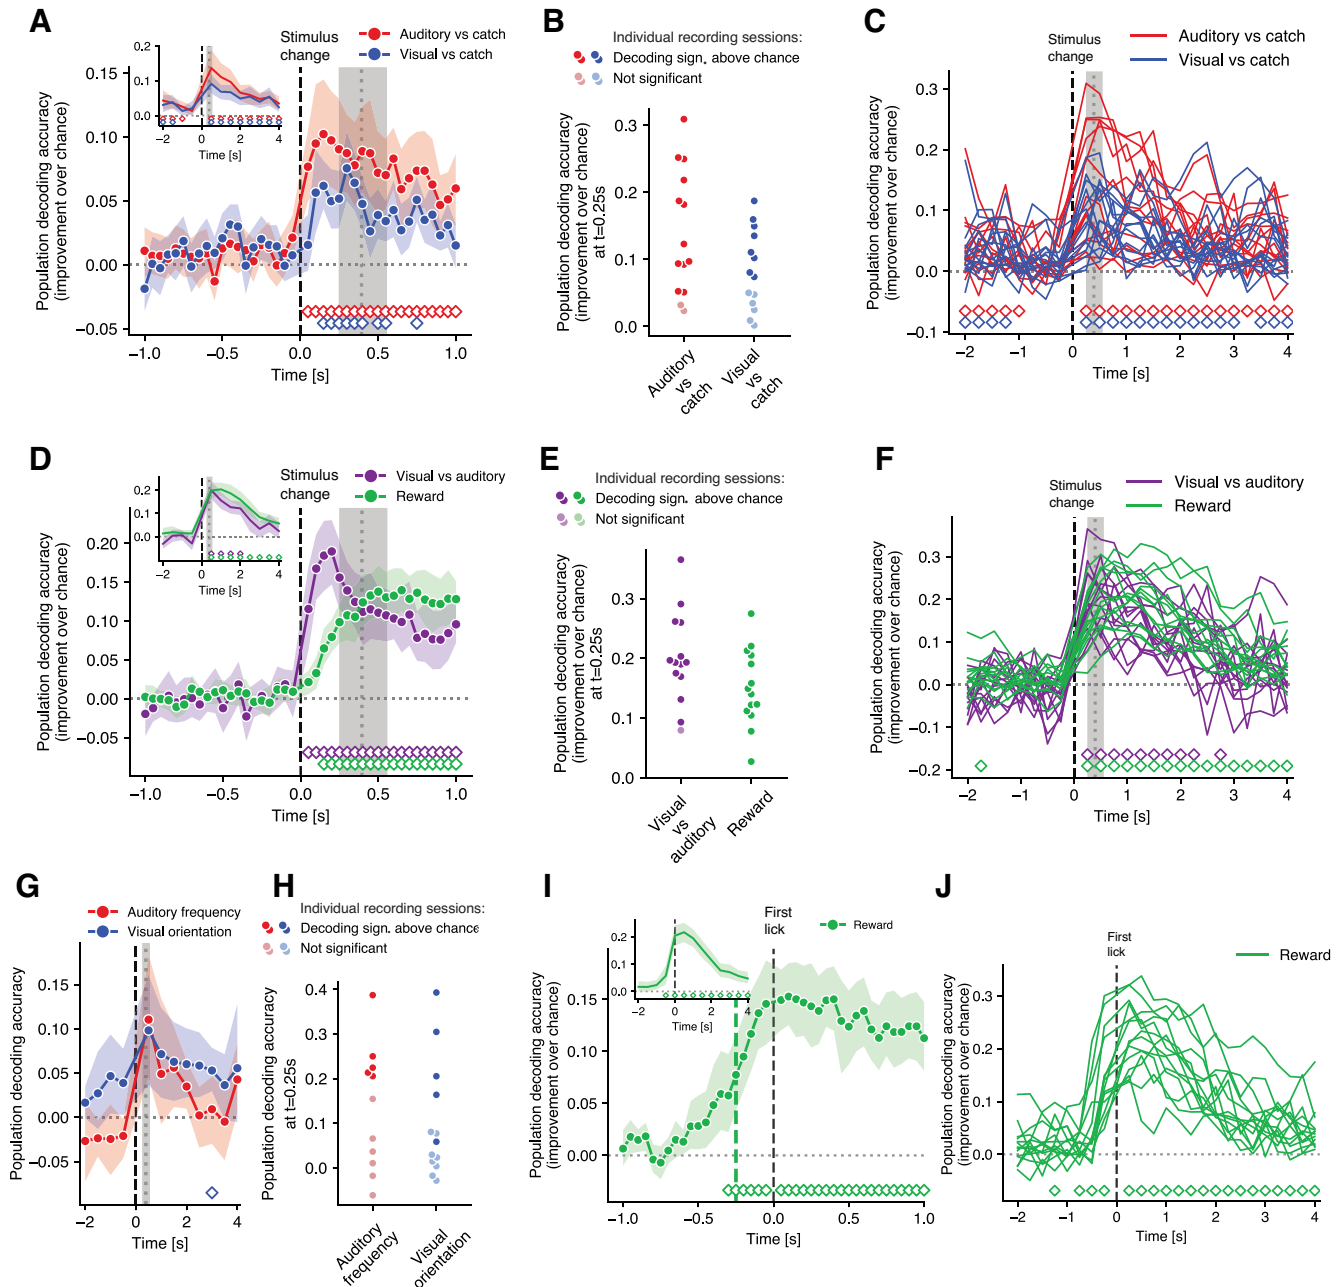 A
Stimulus
change
Auditory vs catch
Visual vs catch
Population decoding accuracy
(improvement over chance)
0.15
0.10
0.05
0.00
−0.05
−1.0
−0.5
0.0
0.5
1.0
Time [s]
0.2
0.1
0.0
−2
0
2
4
Time [s]
B
Individual recording sessions:
Decoding sign. above chance
Not significant
Population decoding accuracy
(improvement over chance)
at t=0.25s
0.3
0.2
0.1
0.0
Auditory
vs
catch
Visual
vs
catch
C
Stimulus
change
Auditory vs catch
Visual vs catch
Population decoding accuracy
(improvement over chance)
0.3
0.2
0.1
0.0
−0.1
−2
−1
0
1
2
3
4
Time [s]
D
Stimulus
change
Visual vs auditory
Reward
Population decoding accuracy
(improvement over chance)
0.20
0.15
0.10
0.05
0.00
−0.05
−1.0
−0.5
0.0
0.5
1.0
Time [s]
0.2
0.1
0.0
−2
0
2
4
Time [s]
E
Individual recording sessions:
Decoding sign. above chance
Not significant
Population decoding accuracy
(improvement over chance)
at t=0.25s
0.3
0.2
0.1
0.0
Visual
vs
auditory
Reward
F
Stimulus
change
Visual vs auditory
Reward
Population decoding accuracy
(improvement over chance)
0.3
0.2
0.1
0.0
−0.1
−0.2
−2
−1
0
1
2
3
4
Time [s]
G
Auditory frequency
Visual orientation
Population decoding accuracy
(improvement over chance)
0.15
0.10
0.05
0.00
−0.05
−2
0
2
4
Time [s]
H
Individual recording sessions:
Decoding sign. above chance
Not significant
Population decoding accuracy
(improvement over chance)
at t=0.25s
0.4
0.3
0.2
0.1
0.0
Auditory
frequency
Visual
orientation
I
First
lick
Reward
Population decoding accuracy
(improvement over chance)
0.15
0.10
0.05
0.00
−1.0
−0.5
0.0
0.5
1.0
Time [s]
0.2
0.1
0.0
−2
0
2
4
Time [s]
J
First
lick
Reward
Population decoding accuracy
(improvement over chance)
0.3
0.2
0.1
0.0
−2
−1
0
1
2
3
4
Time [s]